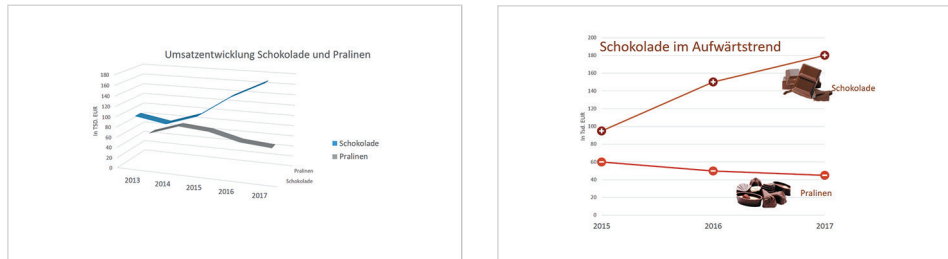 Umsatzentwicklung Schokolade und Pralinen
In TSD. EUR
180
160
140
120
100
80
60
40
20
0
2013
2014
2015
2016
2017
Pralinen
Schokolade
Schokolade
Pralinen
Schokolade im Aufwärtstrend
In Tsd. EUR
200
180
160
140
120
100
80
60
40
20
0
2015
2016
2017
Schokolade
Pralinen